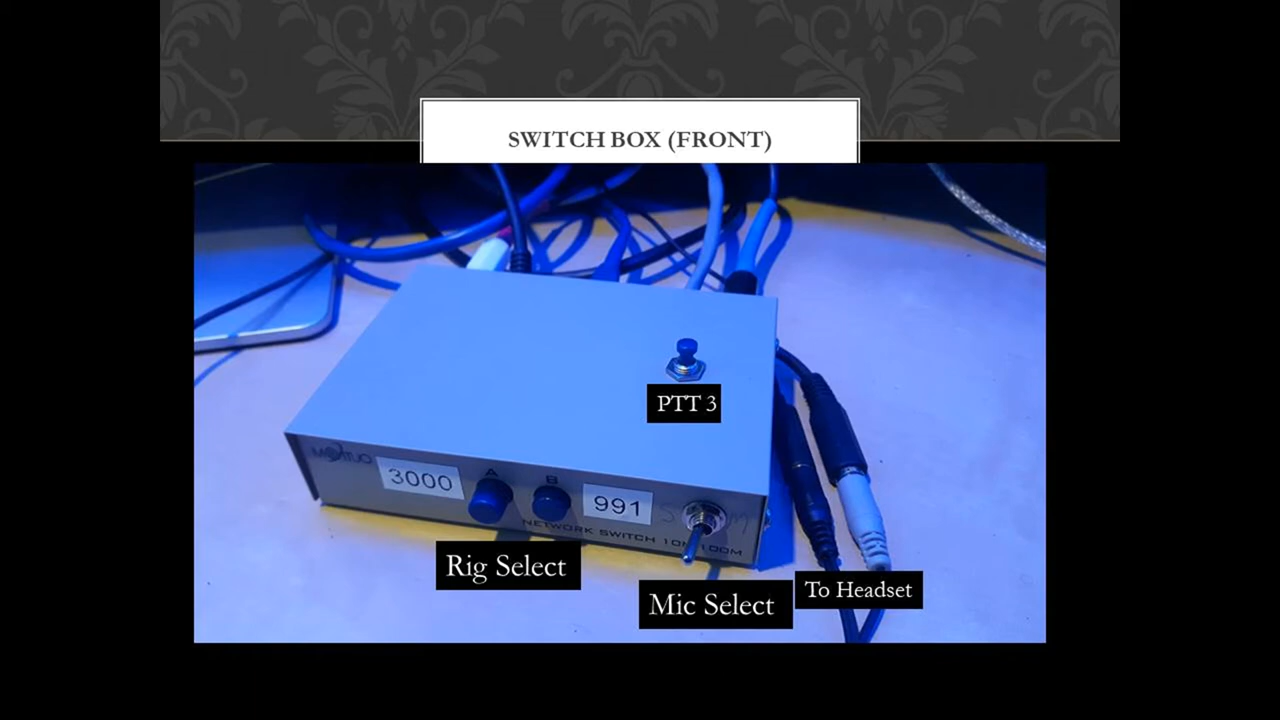 SWITCH BOX (FRONT)
PTT 3
3000
A
B
991
NETWORK SWITCH 10M 100M
Rig Select
Mic Select
To Headset